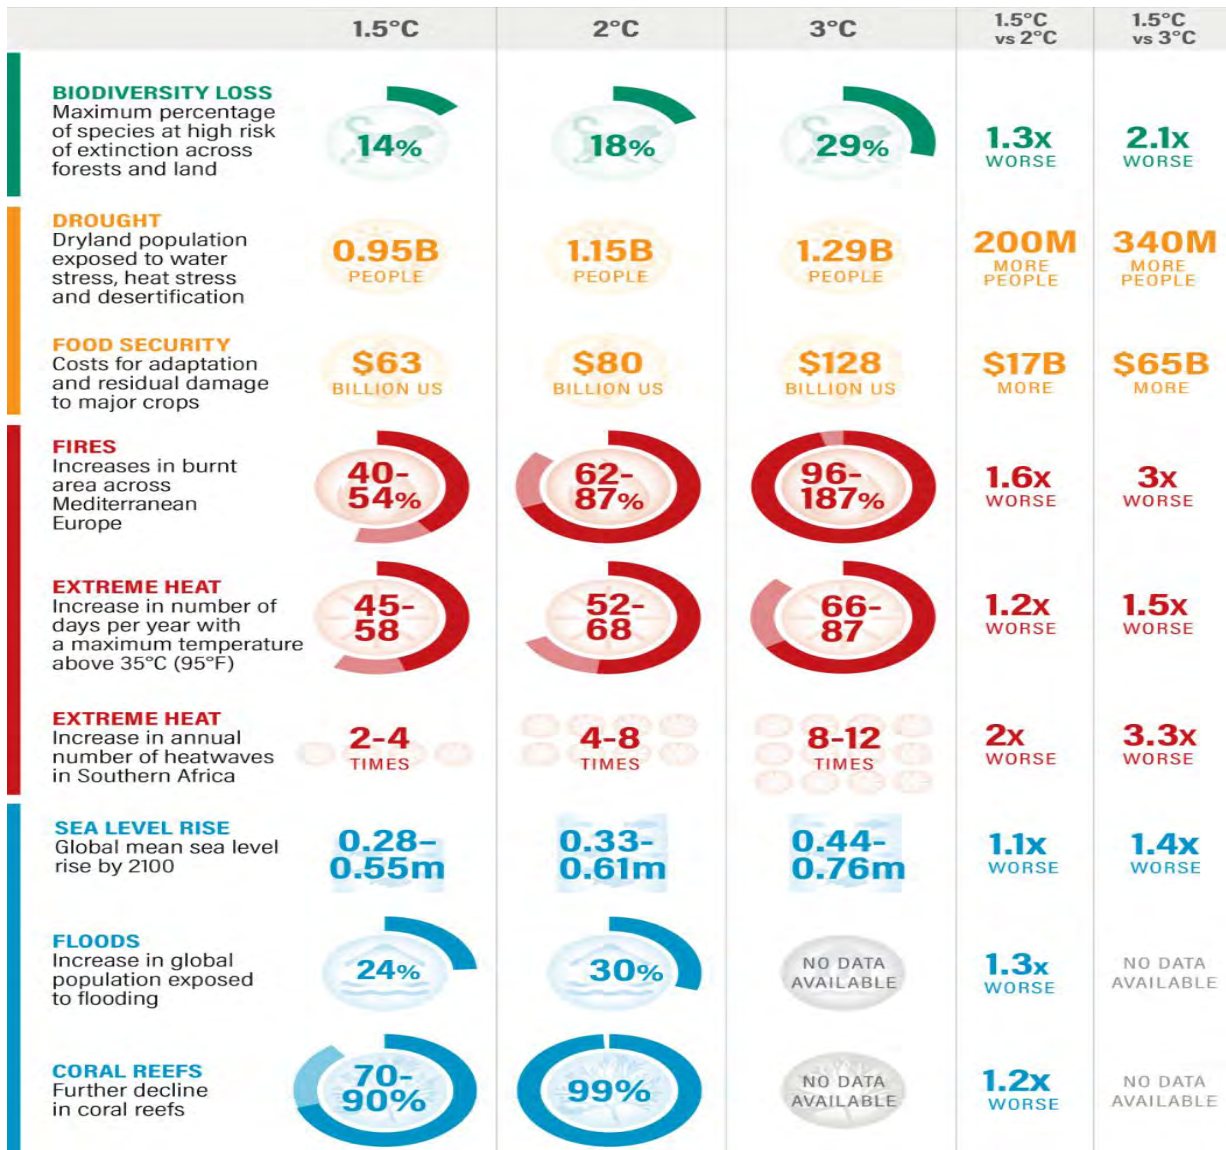 1.5°C 2°C 3°C 1.5°C vs 2°C 1.5°C vs 3°C
BIODIVERSITY LOSS
Maximum percentage
of species at high risk
of extinction across
forests and land
14%
18%
29%
1.3x
WORSE
2.1x
WORSE
DROUGHT
Dryland population
exposed to water
stress, heat stress
and desertification
0.95B
PEOPLE
1.15B
PEOPLE
1.29B
PEOPLE
200M
MORE
PEOPLE
340M
MORE
PEOPLE
FOOD SECURITY
Costs for adaptation
and residual damage
to major crops
$63
BILLION US
$80
BILLION US
$128
BILLION US
$17B
MORE
$65B
MORE
FIRES
Increases in burnt
area across
Mediterranean
Europe
40-
54%
62-
87%
96-
187%
1.6x
WORSE
3x
WORSE
EXTREME HEAT
Increase in number of
days per year with
a maximum temperature
above 35°C (95°F)
45-
58
52-
68
66-
87
1.2x
WORSE
1.5x
WORSE
EXTREME HEAT
Increase in annual
number of heatwaves
in Southern Africa
2-4
TIMES
4-8
TIMES
8-12
TIMES
2x
WORSE
3.3x
WORSE
SEA LEVEL RISE
Global mean sea level
rise by 2100
0.28–
0.55m
0.33-
0.61m
0.44-
0.76m
1.1x
WORSE
1.4x
WORSE
FLOODS
Increase in global
population exposed
to flooding
24%
30%
NO DATA
AVAILABLE
1.3x
WORSE
NO DATA
AVAILABLE
CORAL REEFS
Further decline
in coral reefs
70-
90%
99%
NO DATA
AVAILABLE
1.2x
WORSE
NO DATA
AVAILABLE